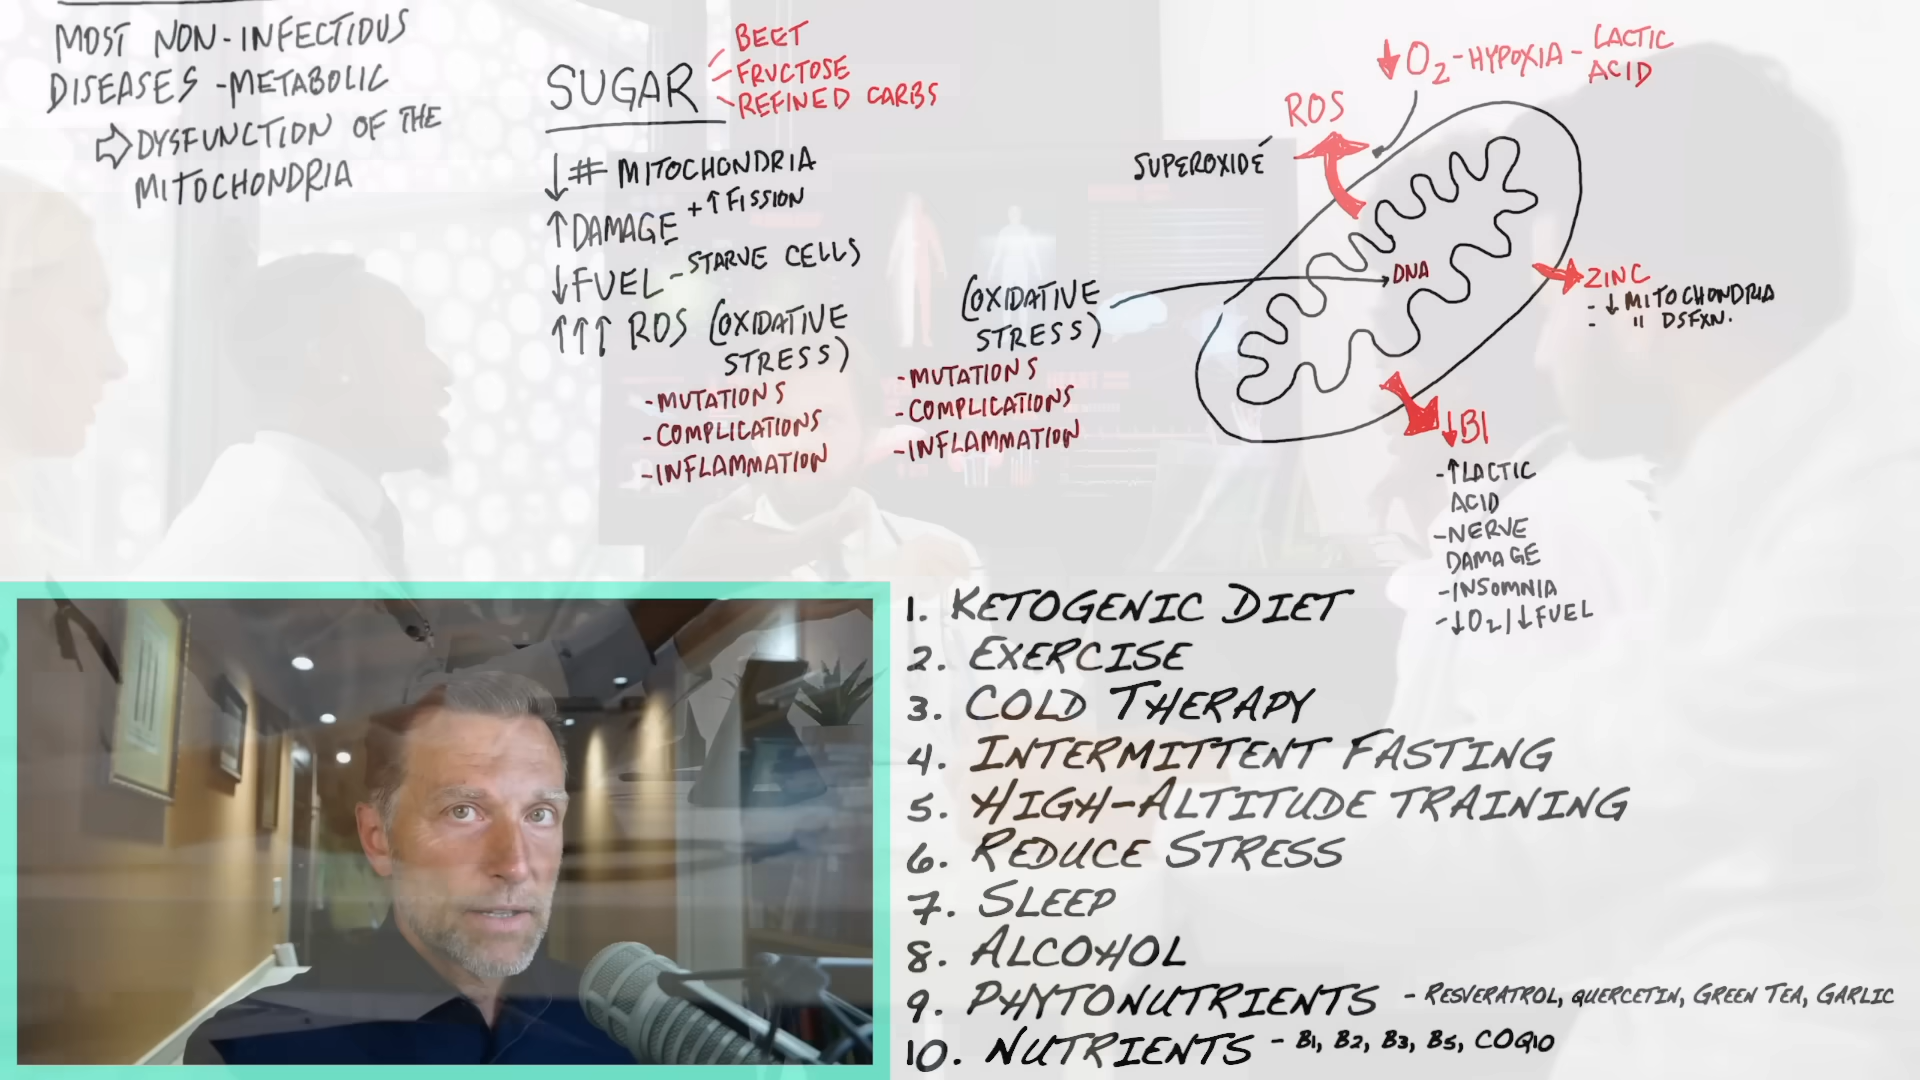 MOST NON-INFECTIOUS
DISEASES -METABOLIC
⇨DYSFUNCTION OF THE
MITOCHONDRIA
SUGAR
BEET
FRUCTOSE
REFINED CARBS
↓# MITOCHONDRIA
↑DAMAGE +↑FISSION
↓FUEL-STARVE CELLS
↑↑↑ ROS (OXIDATIVE
STRESS)
-MUTATIONS
-COMPLICATIONS
-INFLAMMATION
(OXIDATIVE
STRESS)
-MUTATIONS
-COMPLICATIONS
-INFLAMMATION
↓O2-HYPOXIA-LACTIC
ACID
ROS
SUPEROXIDE
DNA
ZINC
-↓MITOCHONDRIA
- " DSFXN.
↓B1
-↑LACTIC
ACID
-NERVE
DAMAGE
-INSOMNIA
-↓O2/↓FUEL
1. KETOGENIC DIET
2. EXERCISE
3. COLD THERAPY
4. INTERMITTENT FASTING
5. HIGH-ALTITUDE TRAINING
6. REDUCE STRESS
7. SLEEP
8. ALCOHOL
9. PHYTONUTRIENTS - RESVERATROL, QUERCETIN, GREEN TEA, GARLIC
10. NUTRIENTS - B1, B2, B3, B5, COQ10